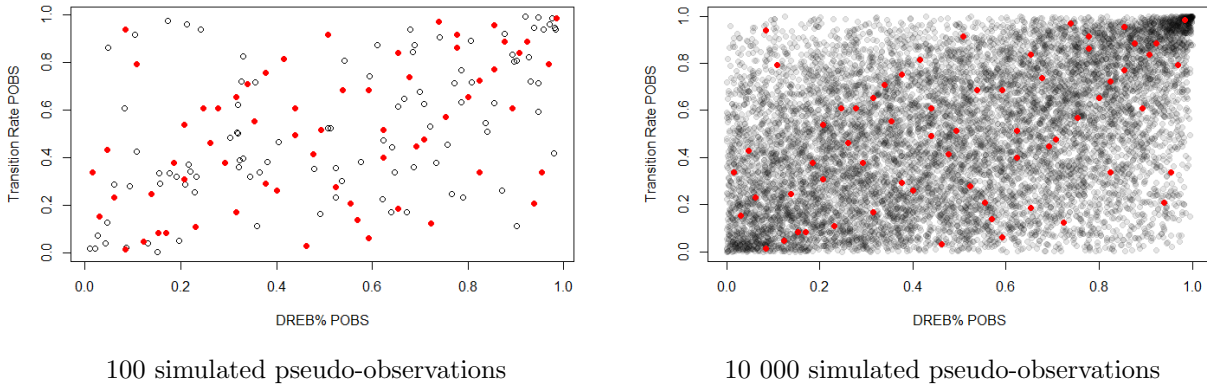 Transition Rate POBS
1.0
0.8
0.6
0.4
0.2
0.0
0.0 0.2 0.4 0.6 0.8 1.0
DREB% POBS
100 simulated pseudo-observations
Transition Rate POBS
1.0
0.8
0.6
0.4
0.2
0.0
0.0 0.2 0.4 0.6 0.8 1.0
DREB% POBS
10 000 simulated pseudo-observations